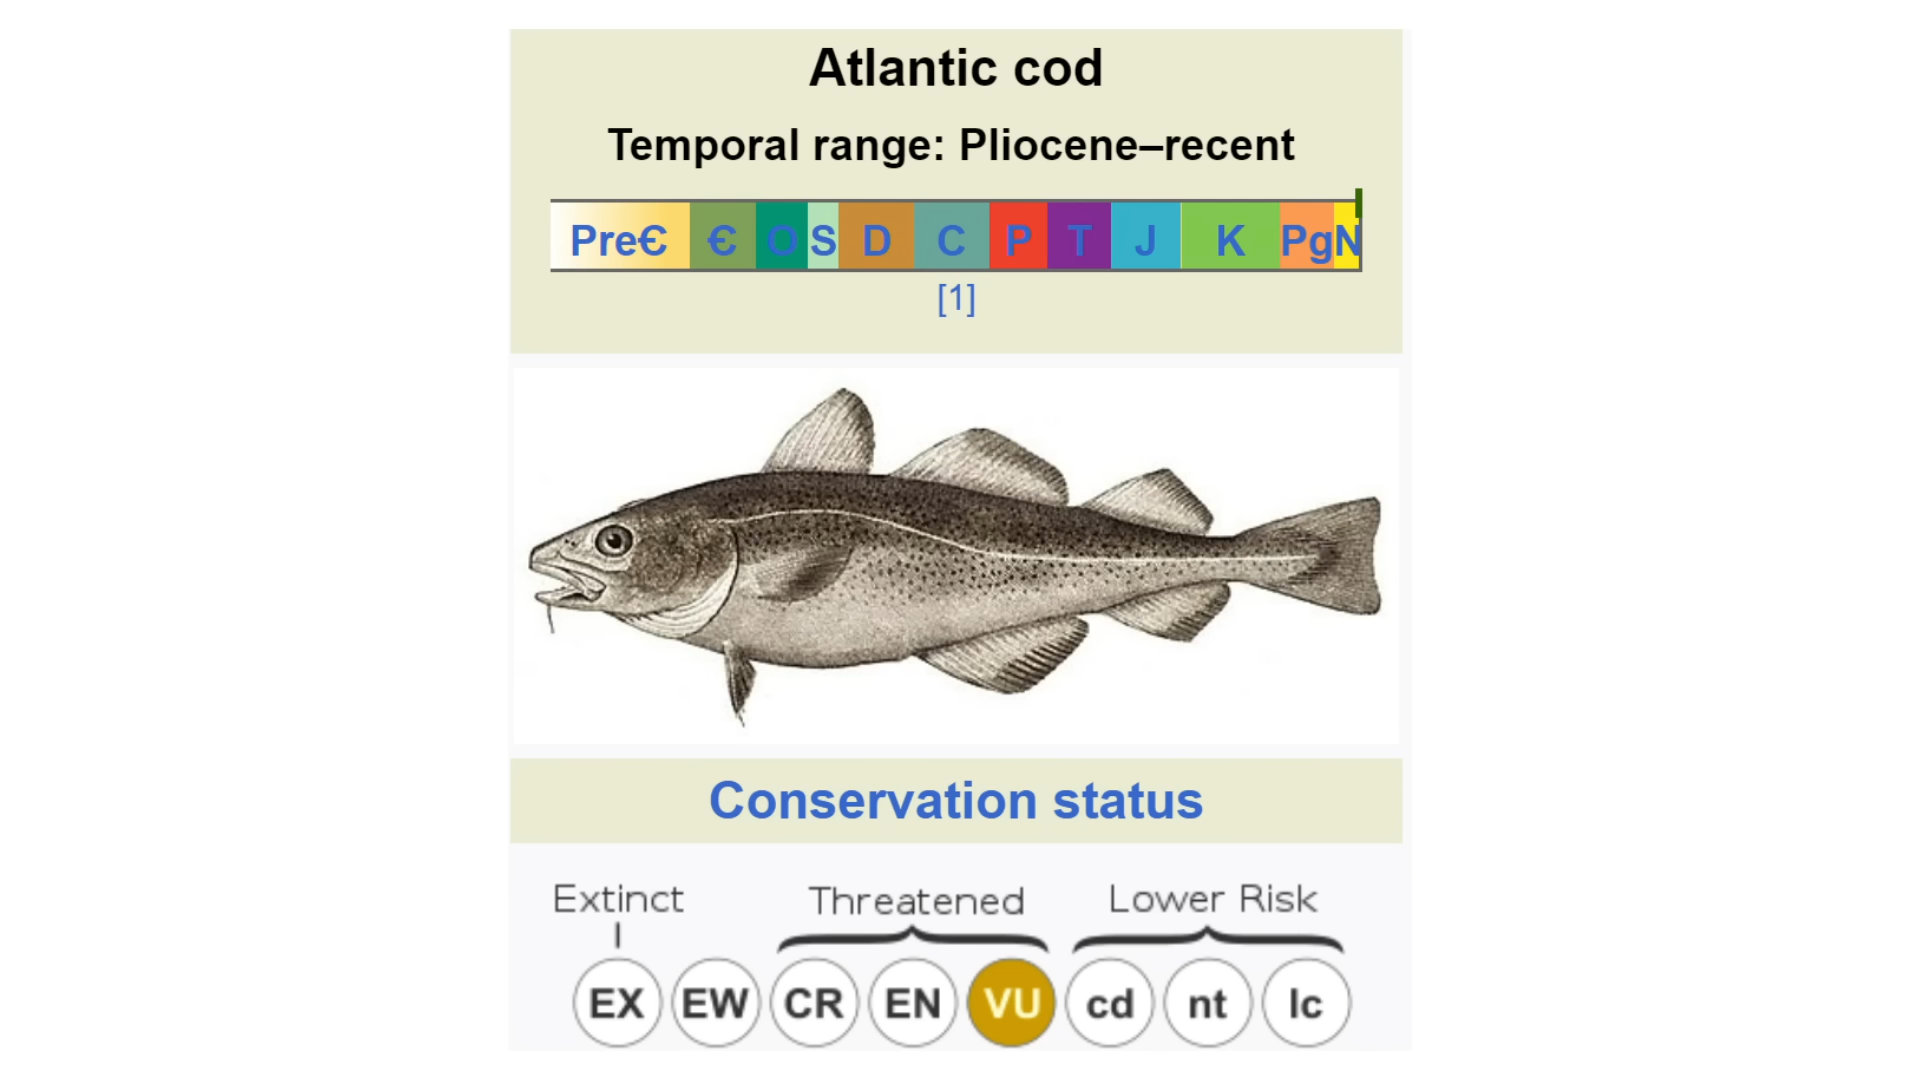 Atlantic cod
Temporal range: Pliocene–recent
PreꞒ Ꞓ O S D C P T J K Pg N
[1]
Conservation status
Extinct Threatened Lower Risk
EX EW CR EN VU cd nt lc